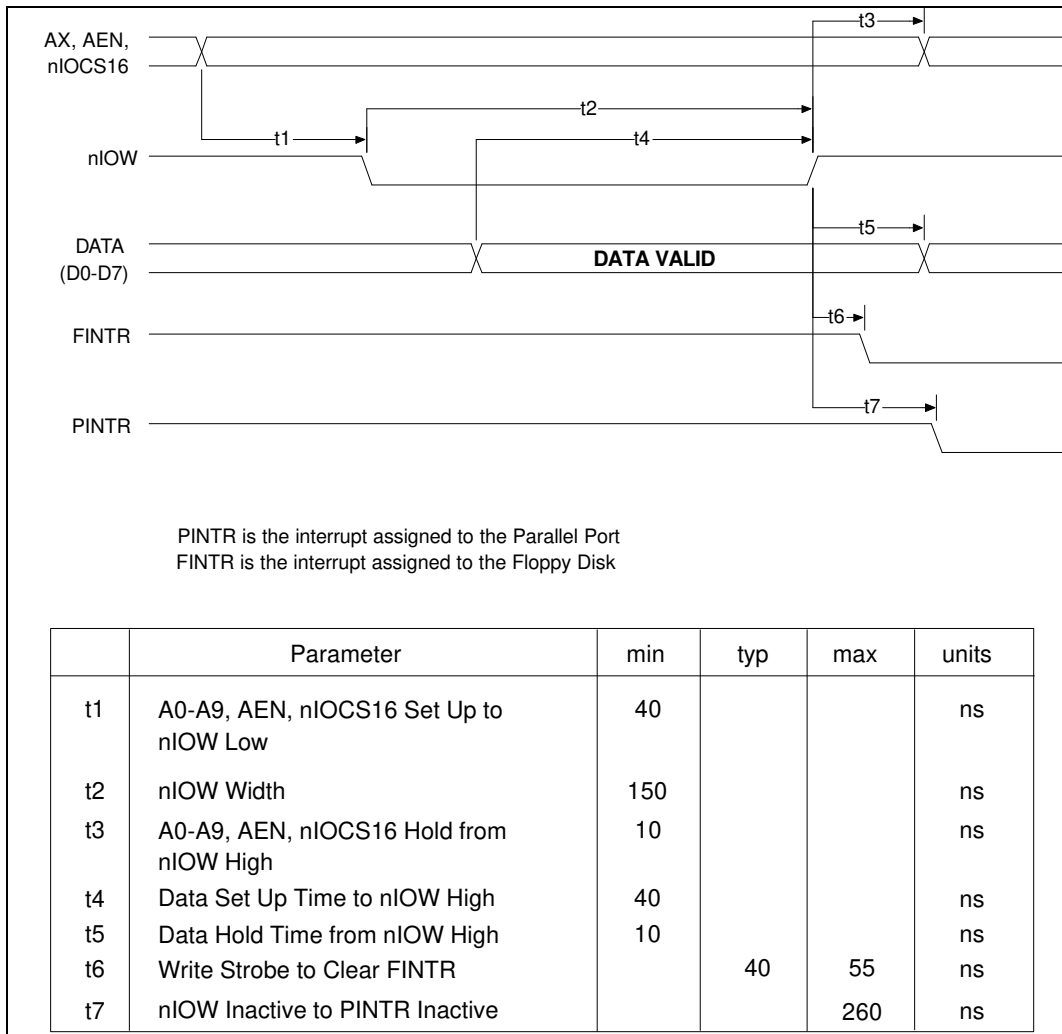 t3
AX, AEN,
nIOCS16
t2
t1
t4
nIOW
t5
DATA
(D0-D7)
DATA VALID
t6
FINTR
t7
PINTR
PINTR is the interrupt assigned to the Parallel Port
FINTR is the interrupt assigned to the Floppy Disk
Parameter min typ max units
t1 A0-A9, AEN, nIOCS16 Set Up to 40 ns
nIOW Low
t2 nIOW Width 150 ns
t3 A0-A9, AEN, nIOCS16 Hold from 10 ns
nIOW High
t4 Data Set Up Time to nIOW High 40 ns
t5 Data Hold Time from nIOW High 10 ns
t6 Write Strobe to Clear FINTR 40 55 ns
t7 nIOW Inactive to PINTR Inactive 260 ns